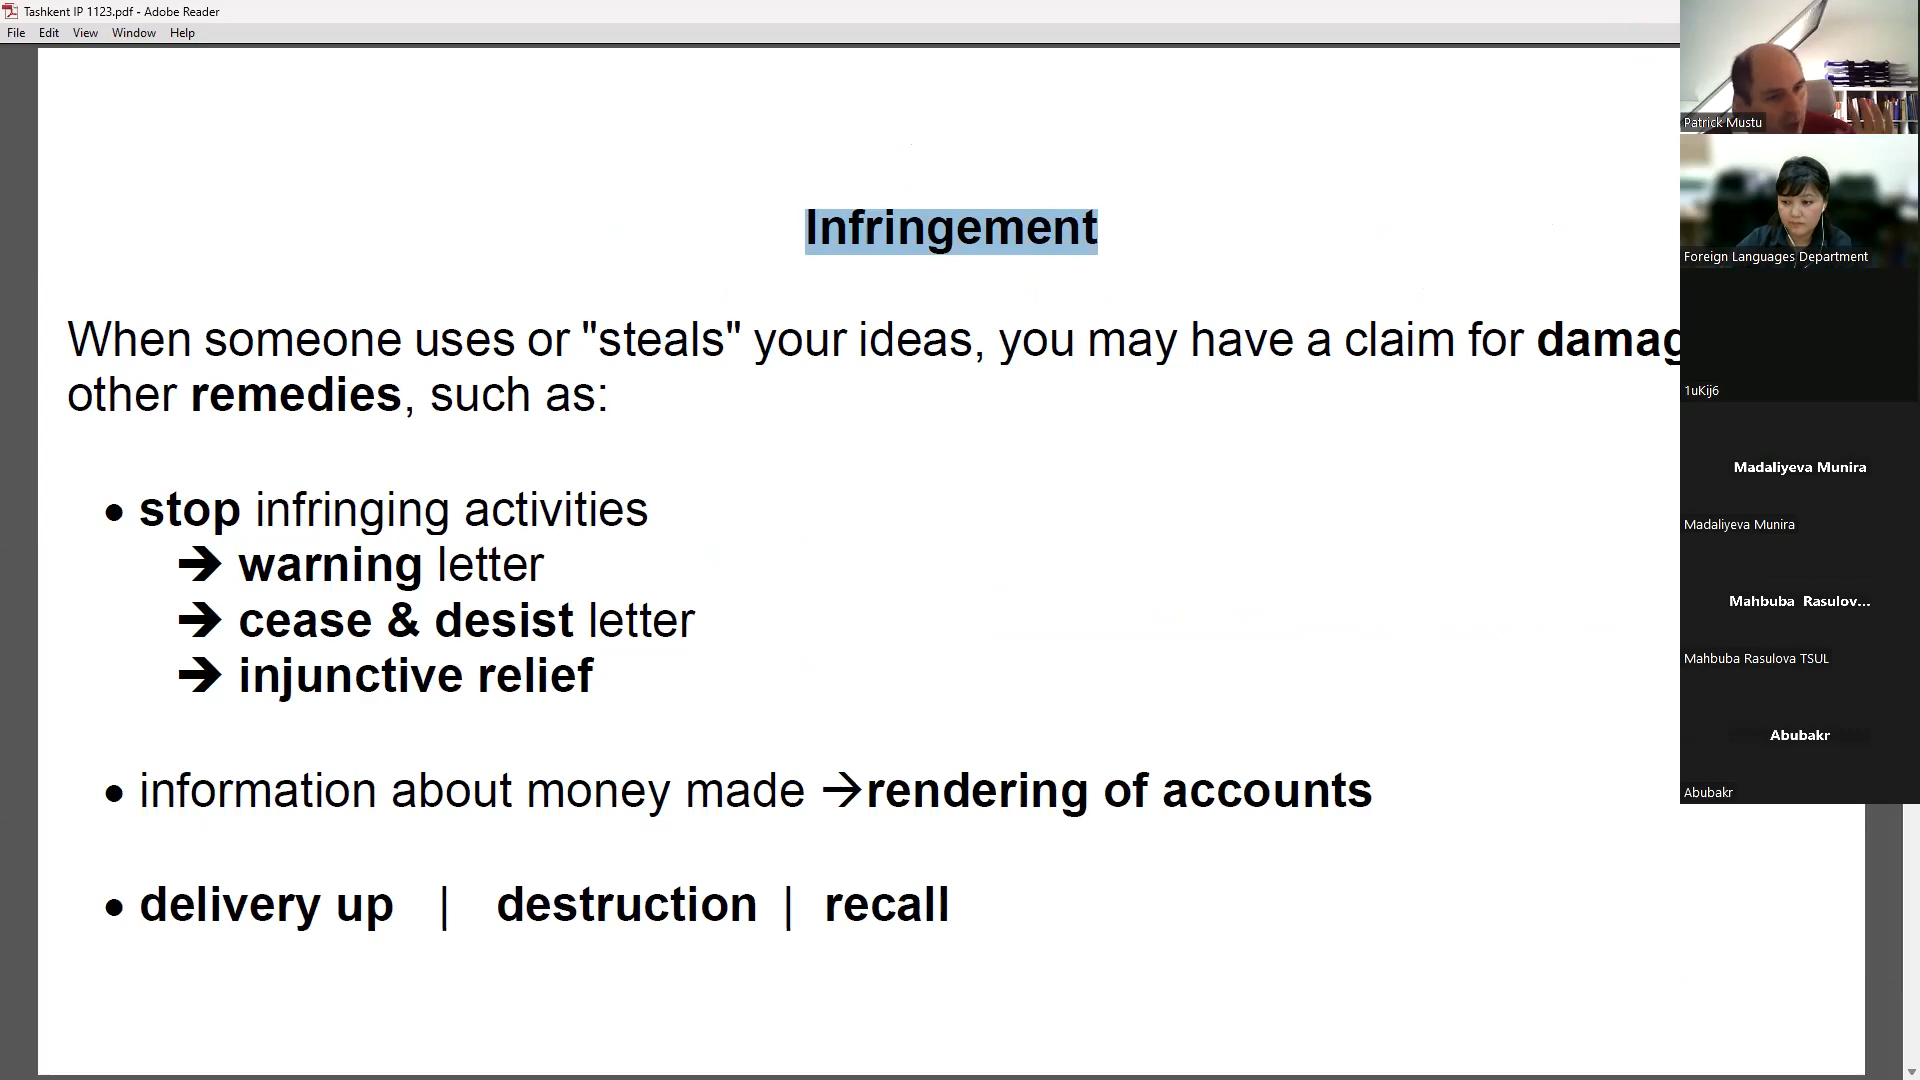 Tashkent IP 1123.pdf - Adobe Reader
File Edit View Window Help
Infringement
When someone uses or "steals" your ideas, you may have a claim for damag
other remedies, such as:
• stop infringing activities
➔ warning letter
➔ cease & desist letter
➔ injunctive relief
• information about money made →rendering of accounts
• delivery up | destruction | recall
Patrick Mustu
Foreign Languages Department
1uKij6
Madaliyeva Munira
Madaliyeva Munira
Mahbuba Rasulov...
Mahbuba Rasulova TSUL
Abubakr
Abubakr